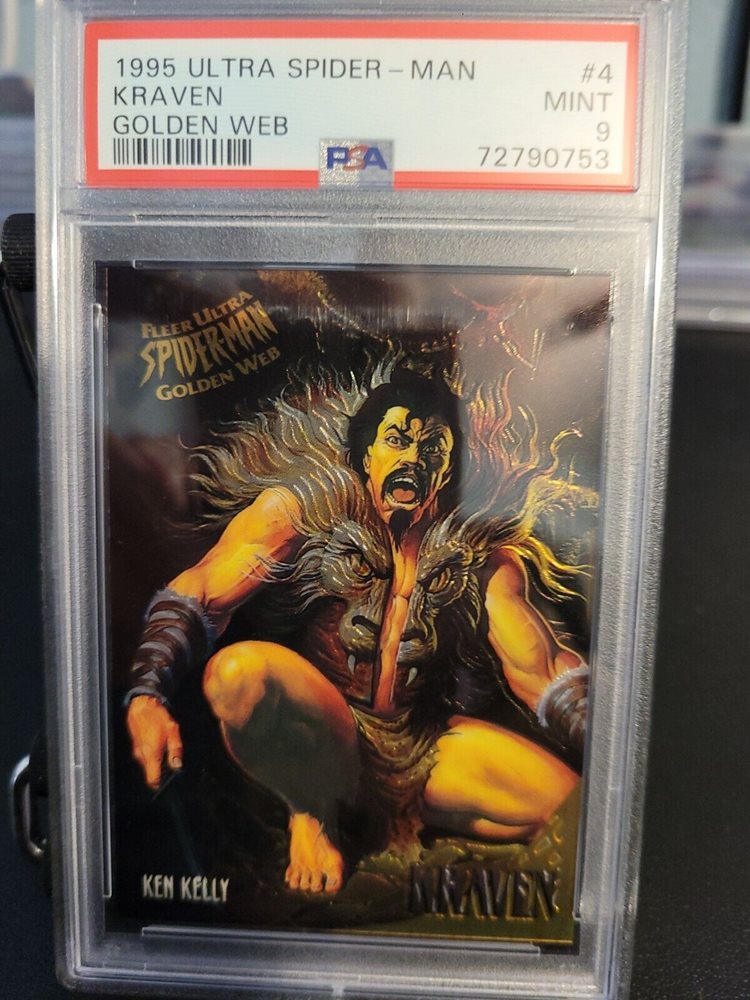 1995 ULTRA SPIDER-MAN #4
KRAVEN MINT
GOLDEN WEB 9
PSA 72790753
FLEER ULTRA
SPIDER-MAN
GOLDEN WEB
KEN KELLY
KRAVEN